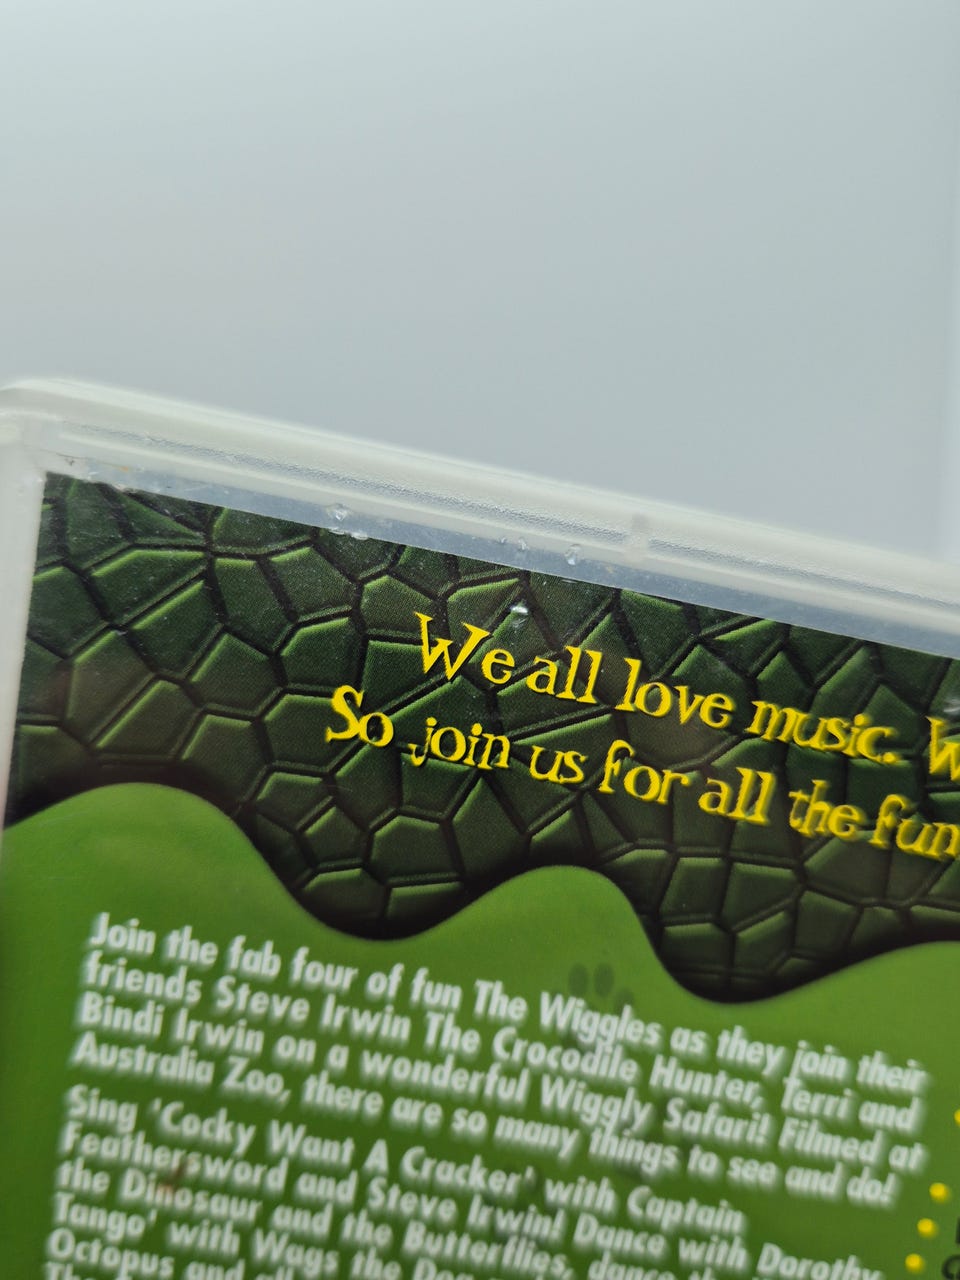 We all love music. W
So join us for all the fun
Join the fab four of fun The Wiggles as they join their
friends Steve Irwin The Crocodile Hunter, Terri and
Bindi Irwin on a wonderful Wiggly Safari! Filmed at
Australia Zoo, there are so many things to see and do!
Sing 'Cocky Want A Cracker' with Captain
Feathersword and Steve Irwin! Dance with Dorothy
the Dinosaur and the Butterflies, dance
Tango' with Wags the Dog
Octopus and